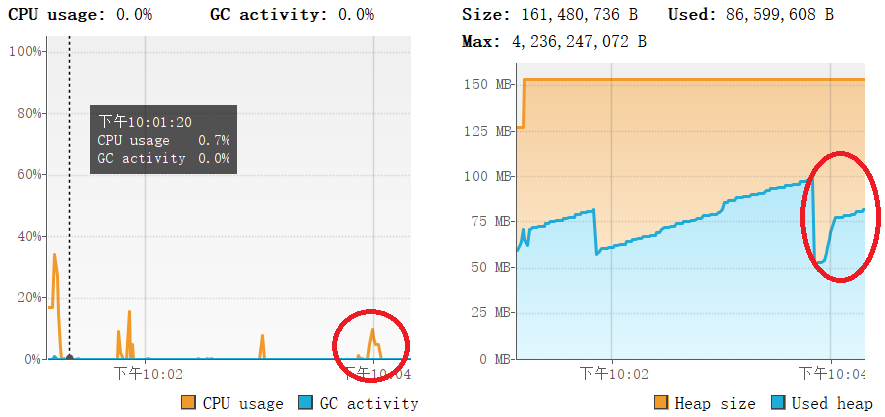 CPU usage: 0.0% GC activity: 0.0%
100%
80%
60%
40%
20%
0%
下午10:01:20
CPU usage 0.7%
GC activity 0.0%
下午10:02 下午10:04
CPU usage GC activity
Size: 161,480,736 B Used: 86,599,608 B
Max: 4,236,247,072 B
150 MB
125 MB
100 MB
75 MB
50 MB
25 MB
0 MB
下午10:02 下午10:04
Heap size Used heap